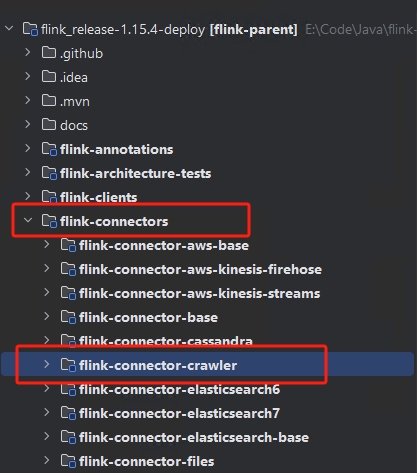 flink_release-1.15.4-deploy [flink-parent] E:\Code\Java\flink-
.github
.idea
.mvn
docs
flink-annotations
flink-architecture-tests
flink-clients
flink-connectors
flink-connector-aws-base
flink-connector-aws-kinesis-firehose
flink-connector-aws-kinesis-streams
flink-connector-base
flink-connector-cassandra
flink-connector-crawler
flink-connector-elasticsearch6
flink-connector-elasticsearch7
flink-connector-elasticsearch-base
flink-connector-files